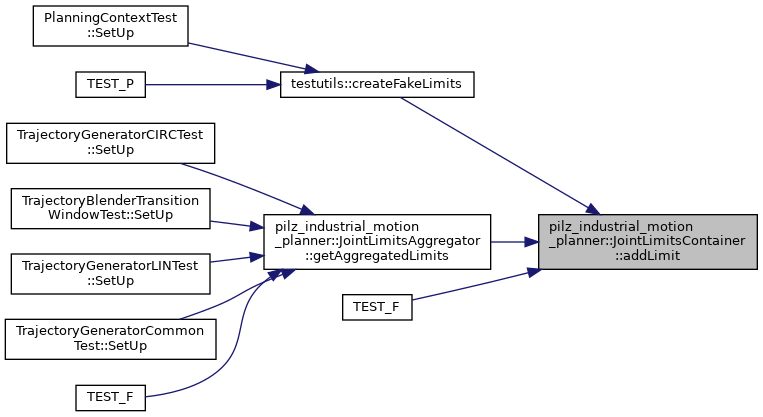 PlanningContextTest
::SetUp
TEST_P
testutils::createFakeLimits
TrajectoryGeneratorCIRCTest
::SetUp
TrajectoryBlenderTransition
WindowTest::SetUp
TrajectoryGeneratorLINTest
::SetUp
TrajectoryGeneratorCommon
Test::SetUp
TEST_F
pilz_industrial_motion
_planner::JointLimitsAggregator
::getAggregatedLimits
TEST_F
pilz_industrial_motion
_planner::JointLimitsContainer
::addLimit